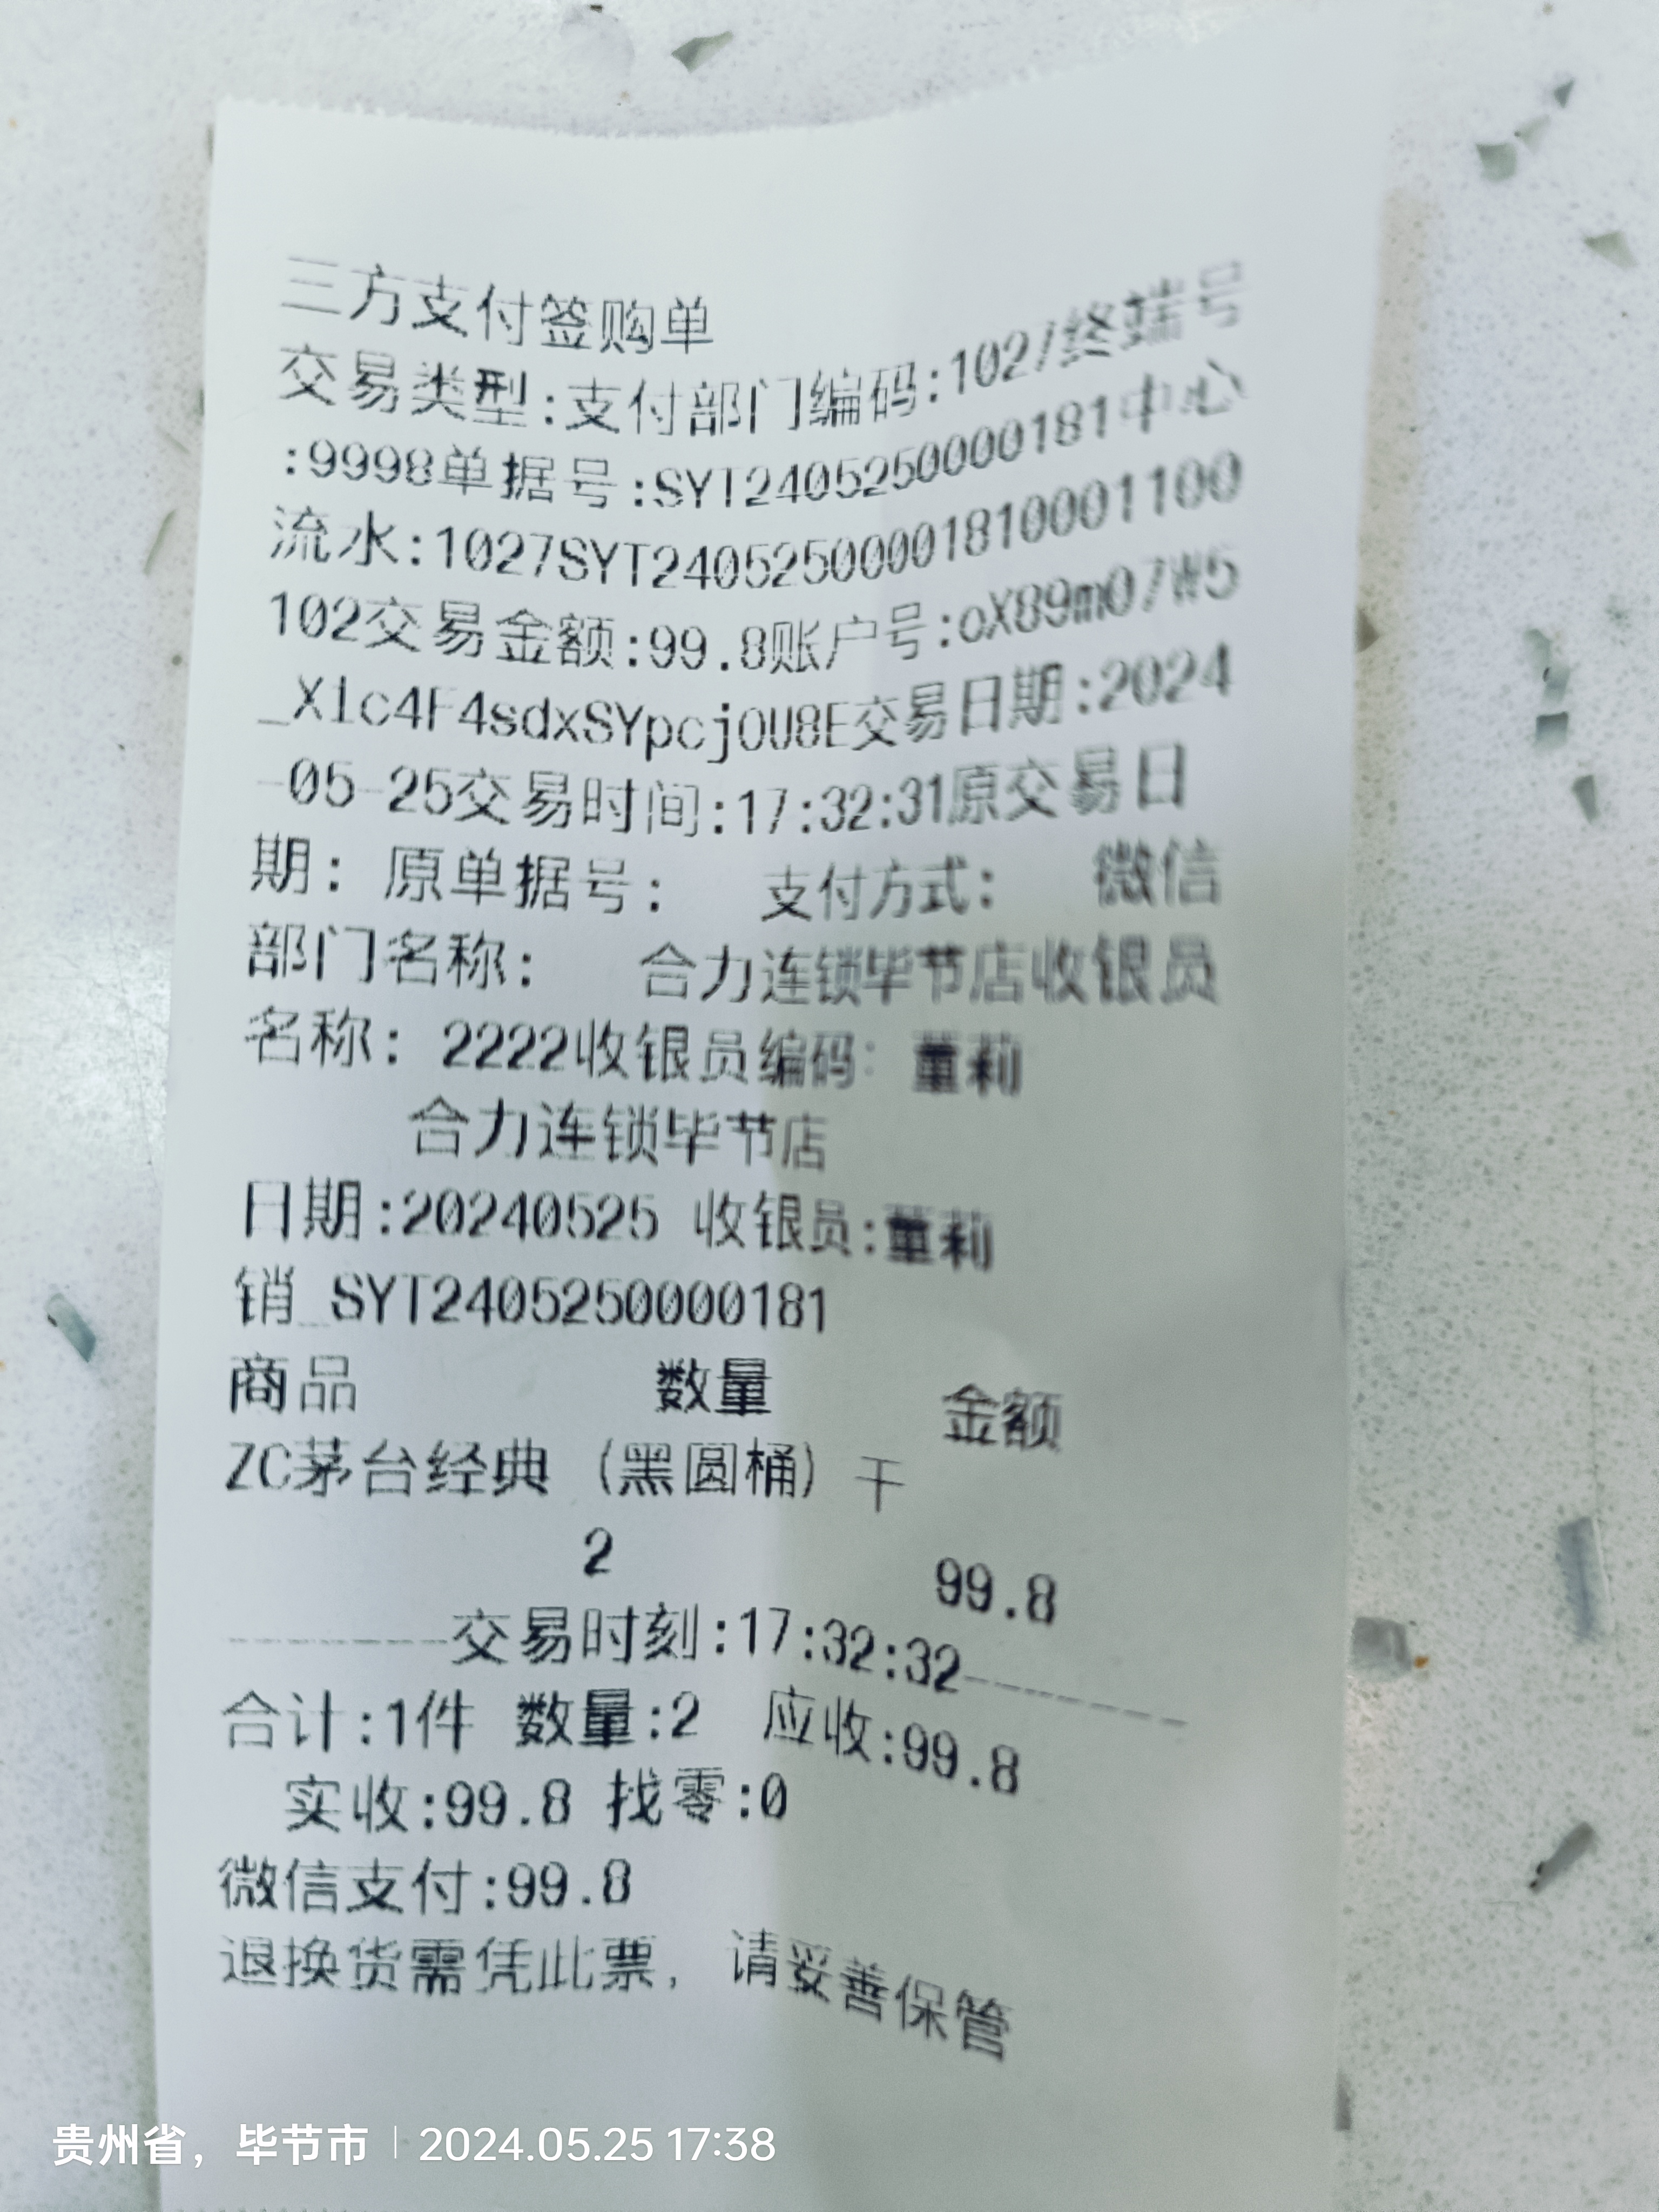 三方支付签购单
交易类型:支付部门编码:102/终端号
:9998单据号:SYT2405250000181中心
流水:1027SYT24052500001810001100
102交易金额:99.8账户号:oX89m07W5
_Xlc4F4sdxSYpcjOU8E交易日期:2024
-05-25交易时间:17:32:31原交易日
期: 原单据号: 支付方式: 微信
部门名称: 合力连锁毕节店收银员
名称: 2222收银员编码: 董莉
合力连锁毕节店
日期:20240525 收银员:董莉
销_SYT2405250000181
商品 数量 金额
ZC茅台经典 (黑圆桶) 干
2 99.8
-------交易时刻:17:32:32-------
合计:1件 数量:2 应收:99.8
实收:99.8 找零:0
微信支付:99.8
退换货需凭此票, 请妥善保管
贵州省，毕节市 | 2024.05.25 17:38